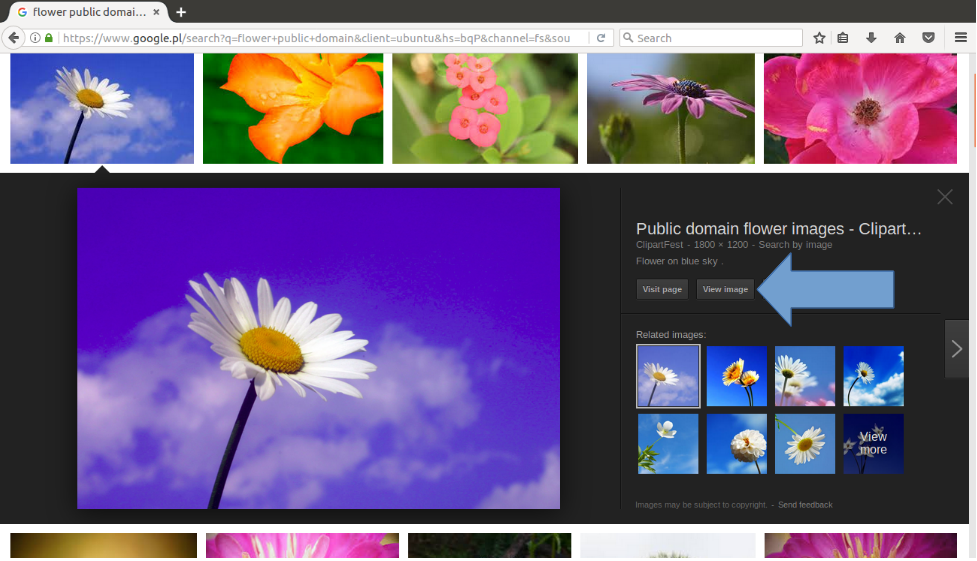 flower public domai…
https://www.google.pl/search?q=flower+public+domain&client=ubuntu&hs=bqP&channel=fs&sou
Search
Public domain flower images - Clipart…
ClipartFest - 1800 × 1200 - Search by image
Flower on blue sky .
Visit page View image
Related images:
View
more
Images may be subject to copyright. - Send feedback